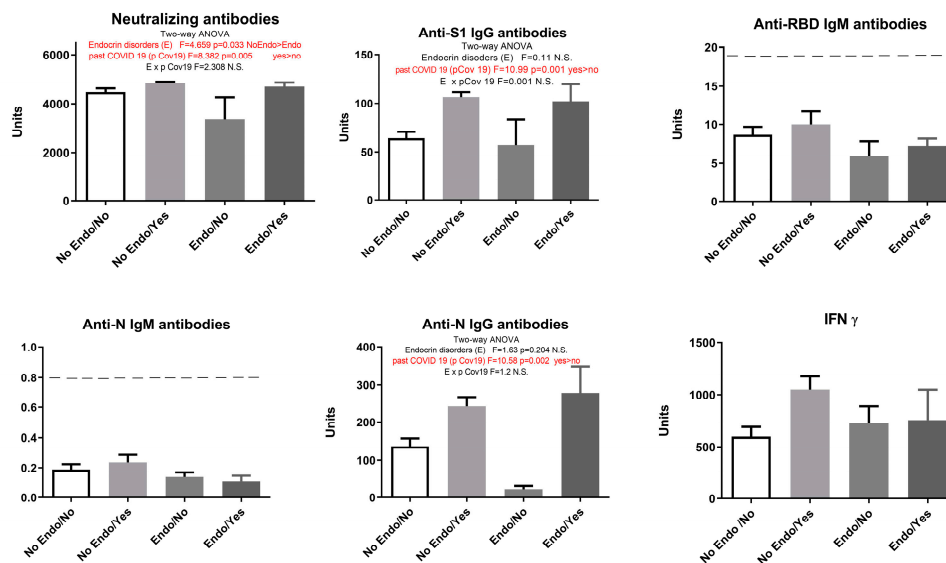 Neutralizing antibodies
Two-way ANOVA
Endocrin disorders (E) F=4.659 p=0.033 NoEndo>Endo
past COVID 19 (p Cov19) F=8.382 p=0.005 yes>no
E x p Cov19 F=2.308 N.S.
Units
6000
4000
2000
0
No Endo/No
No Endo/Yes
Endo/No
Endo/Yes
Anti-S1 IgG antibodies
Two-way ANOVA
Endocrin disoders (E) F=0.11 N.S.
past COVID 19 (pCov 19) F=10.99 p=0.001 yes>no
E x pCov 19 F=0.001 N.S.
Units
150
100
50
0
No Endo/No
No Endo/Yes
Endo/No
Endo/Yes
Anti-RBD IgM antibodies
Units
20
15
10
5
0
No Endo/No
No Endo/Yes
Endo/No
Endo/Yes
Anti-N IgM antibodies
1.0
0.8
0.6
0.4
0.2
0.0
No Endo/No
No Endo/Yes
Endo/No
Endo/Yes
Anti-N IgG antibodies
Two-way ANOVA
Endocrin disorders (E) F=1.63 p=0.204 N.S.
past COVID 19 (p Cov19) F=10.58 p=0.002 yes>no
E x p Cov19 F=1.2 N.S.
Units
400
300
200
100
0
No Endo/No
No Endo/Yes
Endo/No
Endo/Yes
IFN γ
Units
1500
1000
500
0
No Endo /No
No Endo/Yes
Endo/No
Endo/Yes